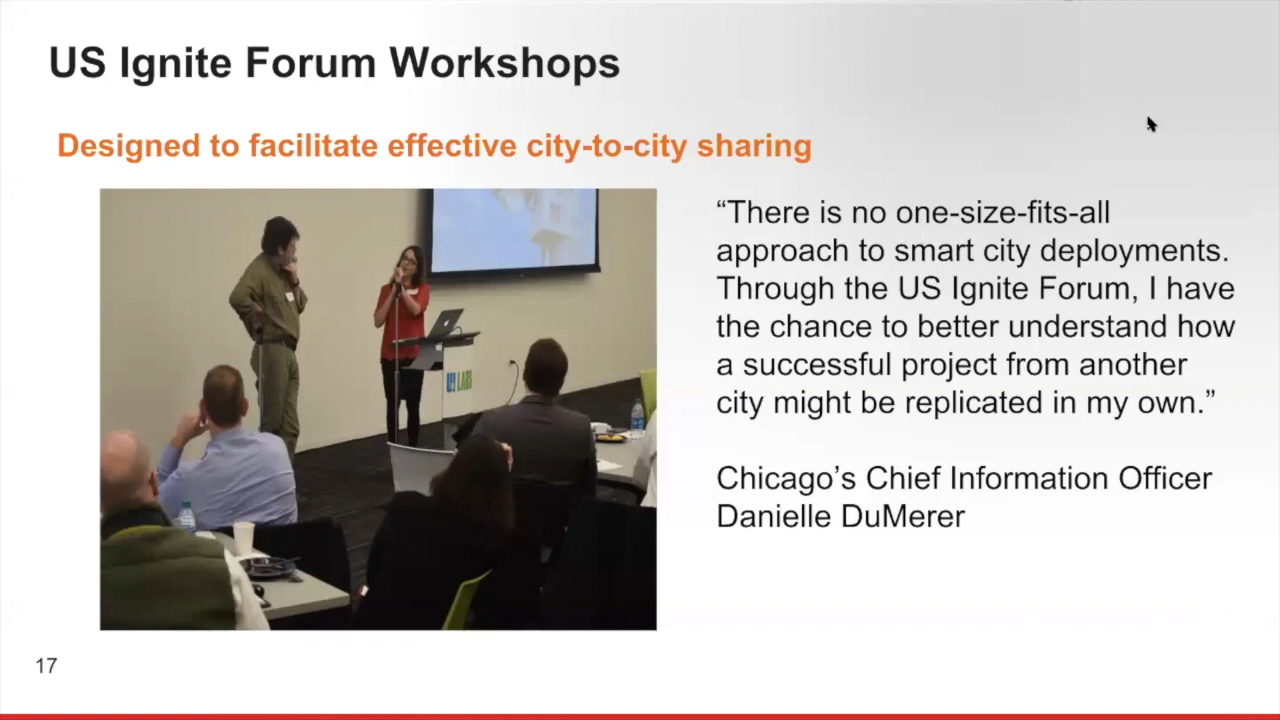 US Ignite Forum Workshops
Designed to facilitate effective city-to-city sharing
“There is no one-size-fits-all
approach to smart city deployments.
Through the US Ignite Forum, I have
the chance to better understand how
a successful project from another
city might be replicated in my own.”
Chicago’s Chief Information Officer
Danielle DuMerer
UI LABS
17